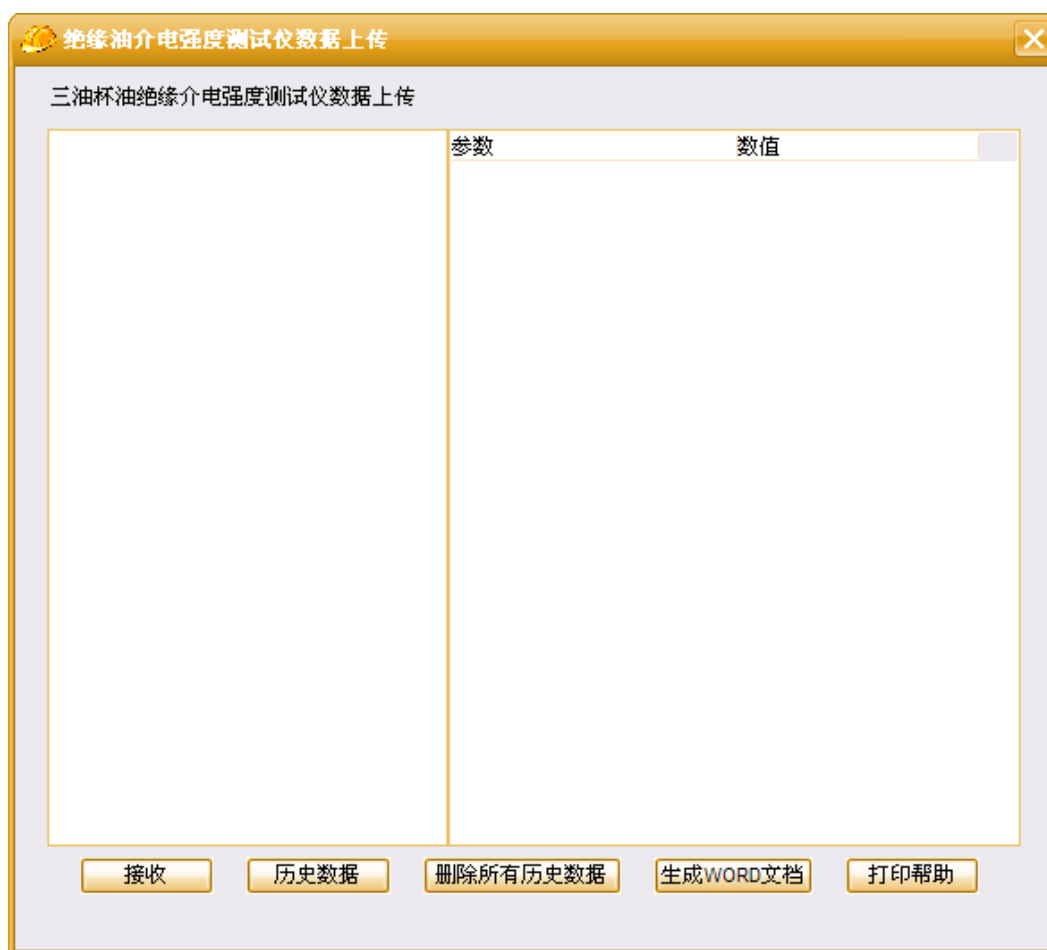 绝缘油介电强度测试仪数据上传
三油杯油绝缘介电强度测试仪数据上传
参数 数值
接收 历史数据 删除所有历史数据 生成WORD文档 打印帮助